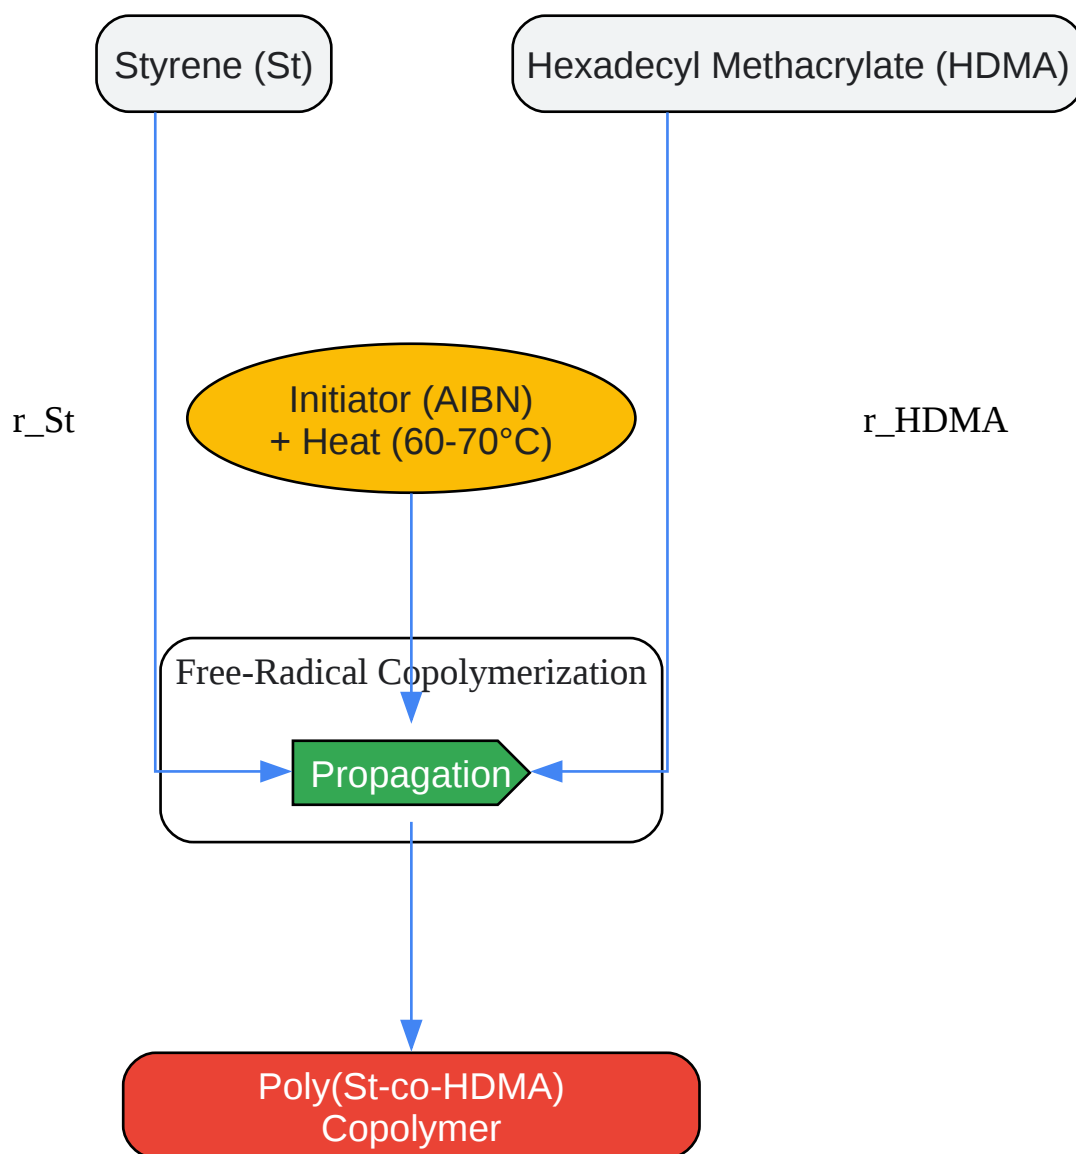 Styrene (St)
Hexadecyl Methacrylate (HDMA)
r_St
Initiator (AIBN)
+ Heat (60-70°C)
r_HDMA
Free-Radical Copolymerization
Propagation
Poly(St-co-HDMA)
Copolymer